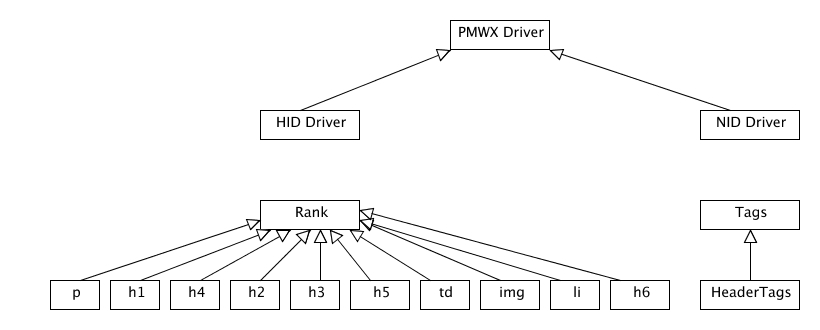 PMWX Driver
HID Driver
NID Driver
Rank
Tags
p
h1
h4
h2
h3
h5
td
img
li
h6
HeaderTags